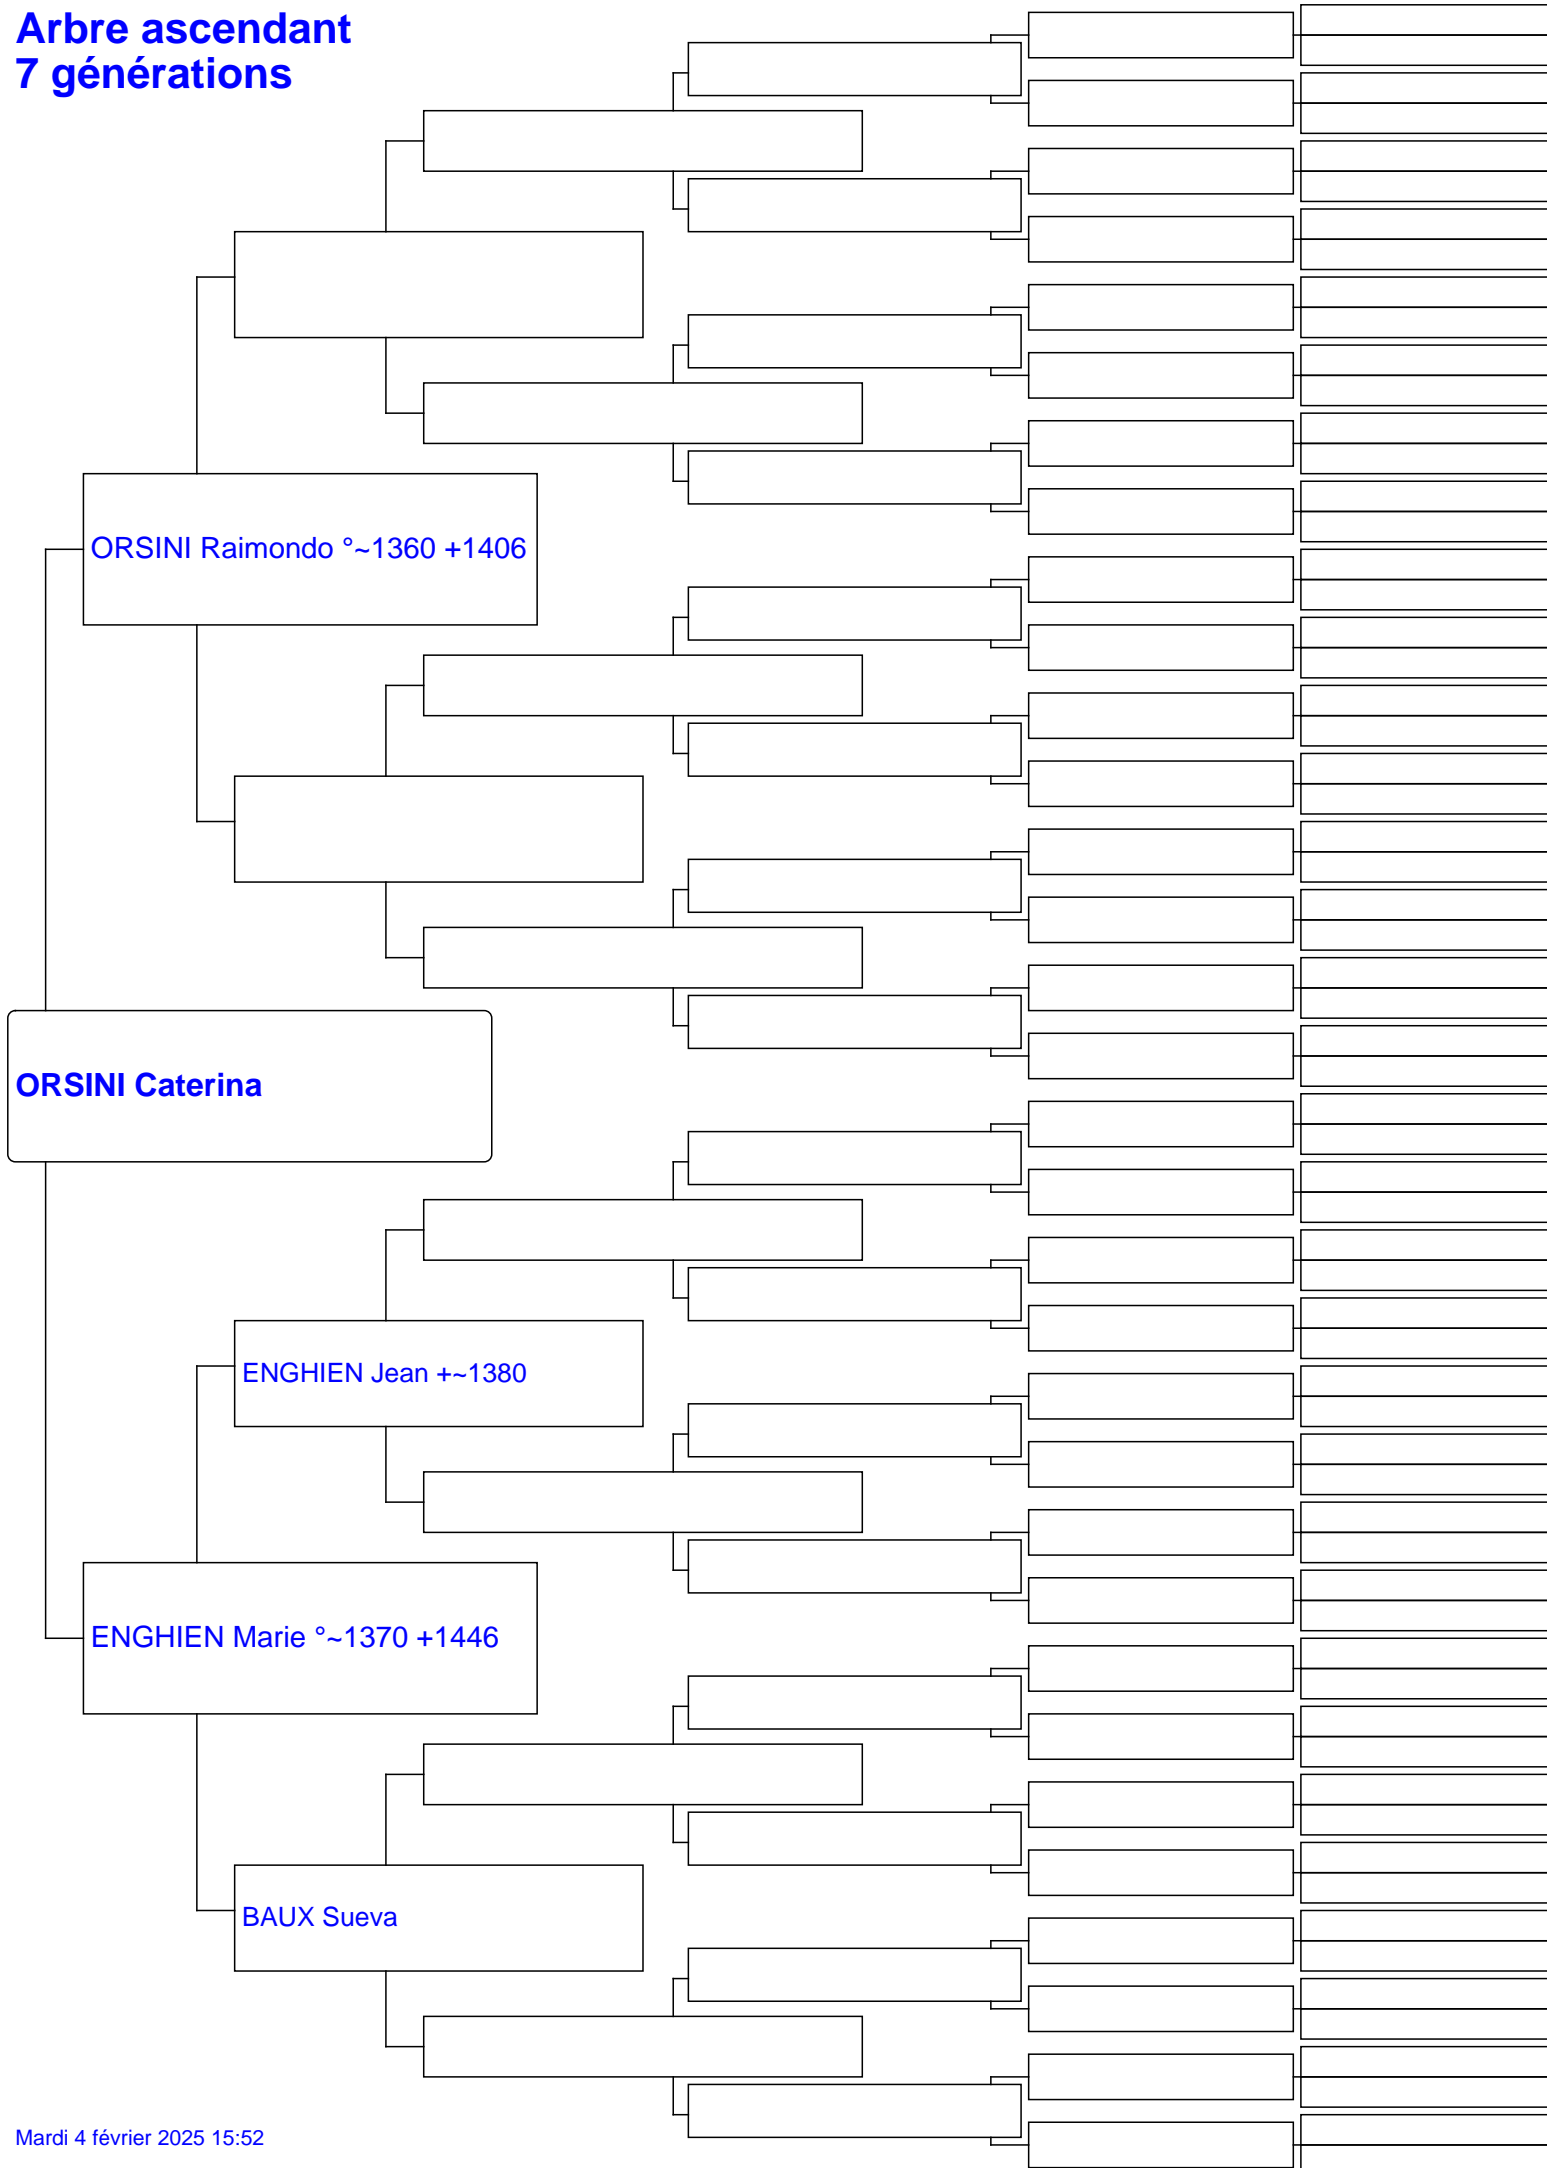 Arbre ascendant
7 générations
ORSINI Raimondo °~1360 +1406
ORSINI Caterina
ENGHIEN Jean +~1380
ENGHIEN Marie °~1370 +1446
BAUX Sueva
Mardi 4 février 2025 15:52